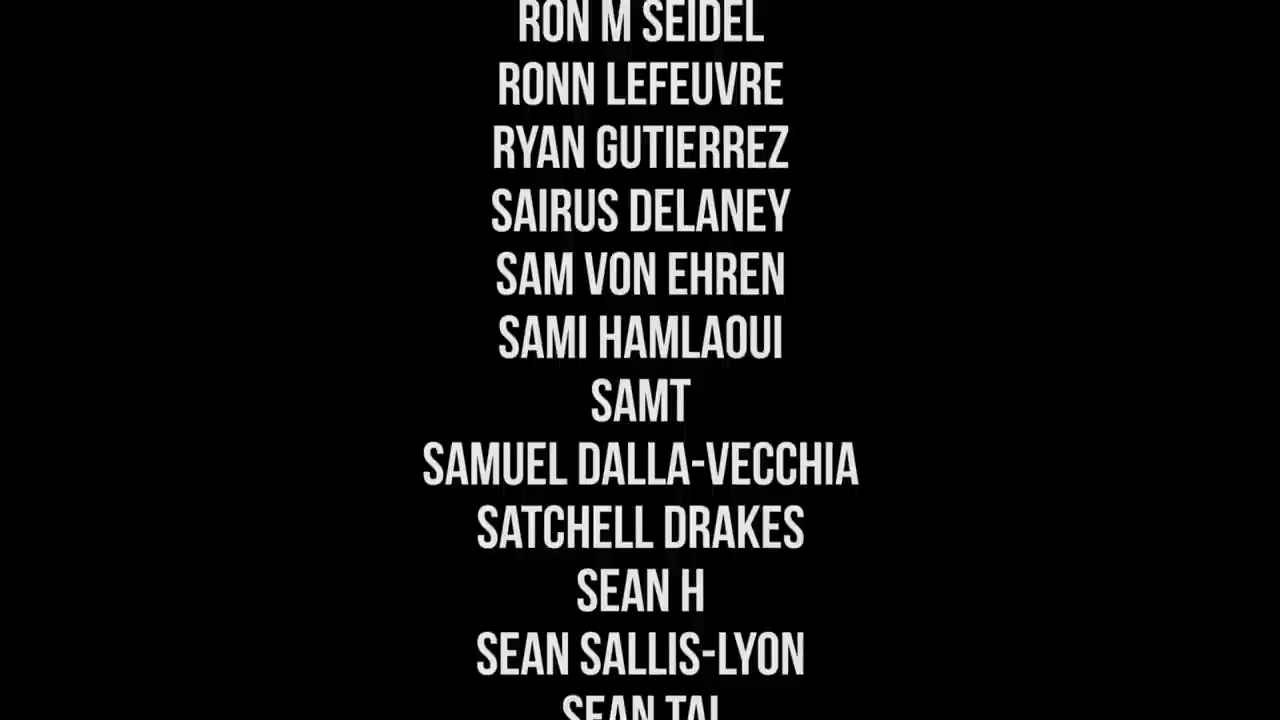 RON M SEIDEL
RONN LEFEUVRE
RYAN GUTIERREZ
SAIRUS DELANEY
SAM VON EHREN
SAMI HAMLAOUI
SAMT
SAMUEL DALLA-VECCHIA
SATCHELL DRAKES
SEAN H
SEAN SALLIS-LYON
SEAN